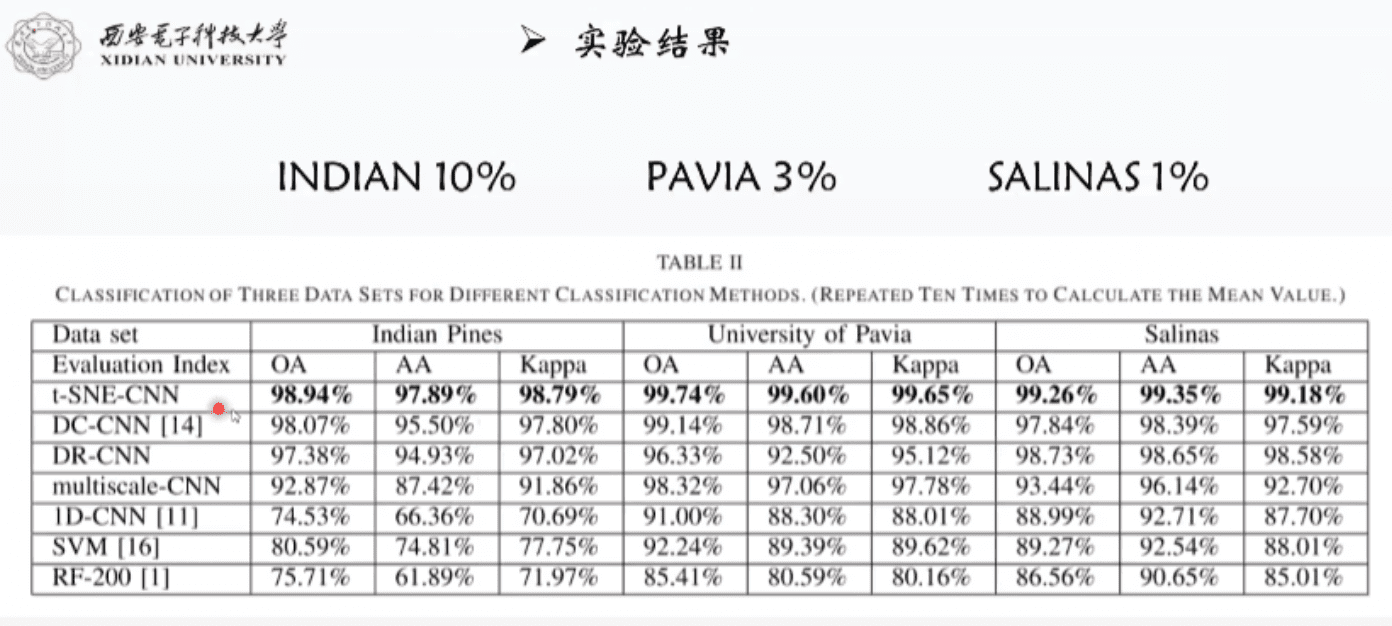 西安电子科技大学
XIDIAN UNIVERSITY
➤ 实验结果
INDIAN 10% PAVIA 3% SALINAS 1%
TABLE II
CLASSIFICATION OF THREE DATA SETS FOR DIFFERENT CLASSIFICATION METHODS. (REPEATED TEN TIMES TO CALCULATE THE MEAN VALUE.)
Data set Indian Pines University of Pavia Salinas
Evaluation Index OA AA Kappa OA AA Kappa OA AA Kappa
t-SNE-CNN 98.94% 97.89% 98.79% 99.74% 99.60% 99.65% 99.26% 99.35% 99.18%
DC-CNN [14] 98.07% 95.50% 97.80% 99.14% 98.71% 98.86% 97.84% 98.39% 97.59%
DR-CNN 97.38% 94.93% 97.02% 96.33% 92.50% 95.12% 98.73% 98.65% 98.58%
multiscale-CNN 92.87% 87.42% 91.86% 98.32% 97.06% 97.78% 93.44% 96.14% 92.70%
1D-CNN [11] 74.53% 66.36% 70.69% 91.00% 88.30% 88.01% 88.99% 92.71% 87.70%
SVM [16] 80.59% 74.81% 77.75% 92.24% 89.39% 89.62% 89.27% 92.54% 88.01%
RF-200 [1] 75.71% 61.89% 71.97% 85.41% 80.59% 80.16% 86.56% 90.65% 85.01%